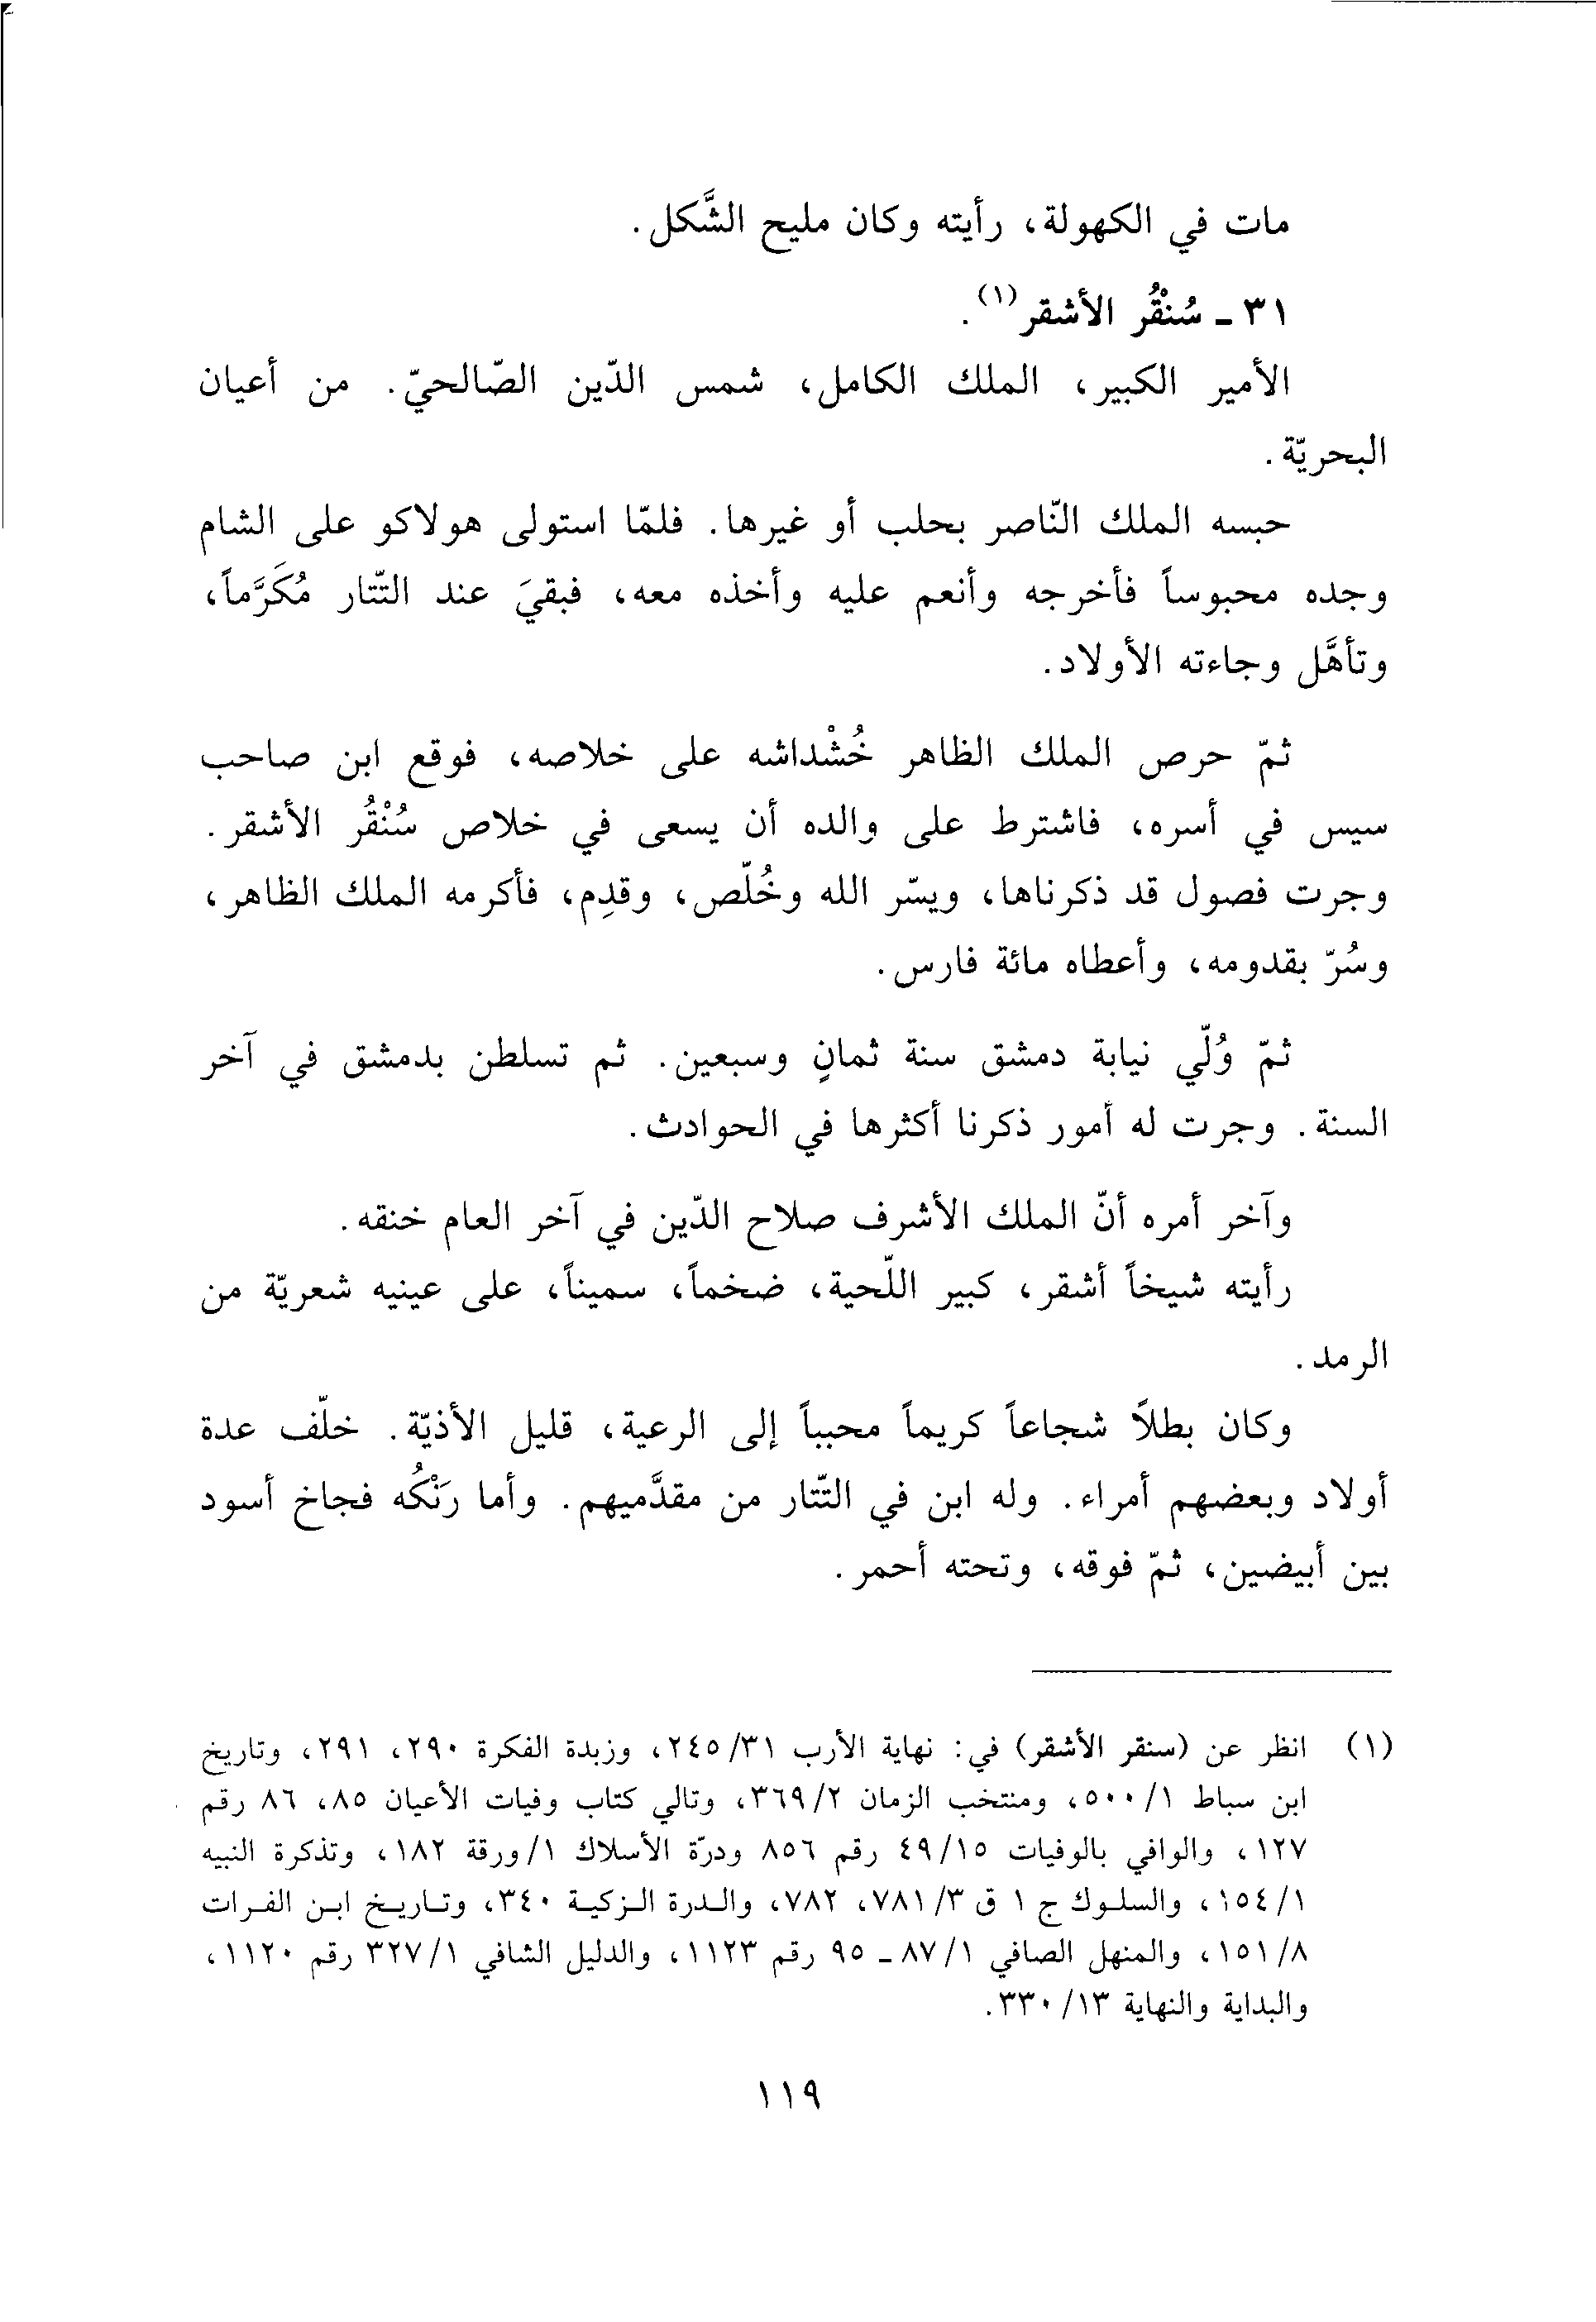 مات في الكهولة، رأيته وكان مليح الشَّكل.
٣١ ـ سُنْقُر الأشقر(١).
الأمير الكبير، الملك الكامل، شمس الدّين الصّالحيّ. من أعيان
البحريّة.
حبسه الملك النّاصر بحلب أو غيرها. فلمّا استولى هولاكو على الشام
وجده محبوساً فأخرجه وأنعم عليه وأخذه معه، فبقيَ عند التّتار مُكَرَّماً،
وتأهَّل وجاءته الأولاد.
ثمّ حرص الملك الظاهر خُشْداشه على خلاصه، فوقع ابن صاحب
سيس في أسره، فاشترط على والده أن يسعى في خلاص سُنْقُر الأشقر.
وجرت فصول قد ذكرناها، ويسّر الله وخُلّص، وقدِم، فأكرمه الملك الظاهر،
وسُرّ بقدومه، وأعطاه مائة فارس.
ثمّ وُلّي نيابة دمشق سنة ثمانٍ وسبعين. ثم تسلطن بدمشق في آخر
السنة. وجرت له أمور ذكرنا أكثرها في الحوادث.
وآخر أمره أنّ الملك الأشرف صلاح الدّين في آخر العام خنقه.
رأيته شيخاً أشقر، كبير اللّحية، ضخماً، سميناً، على عينيه شعريّة من
الرمد.
وكان بطلاً شجاعاً كريماً محبباً إلى الرعية، قليل الأذيّة. خلّف عدة
أولاد وبعضهم أمراء. وله ابن في التّتار من مقدَّميهم. وأما رَنْكُه فجاخ أسود
بين أبيضين، ثمّ فوقه، وتحته أحمر.
(١) انظر عن (سنقر الأشقر) في: نهاية الأرب ٢٤٥/٣١، وزبدة الفكرة ٢٩٠، ٢٩١، وتاريخ
ابن سباط ٥٠٠/١، ومنتخب الزمان ٣٦٩/٢، وتالي كتاب وفيات الأعيان ٨٥، ٨٦ رقم
١٢٧، والوافي بالوفيات ٤٩/١٥ رقم ٨٥٦ ودرّة الأسلاك ١/ورقة ١٨٢، وتذكرة النبيه
١٥٤/١، والسلوك ج ١ ق ٧٨١/٣، ٧٨٢، والدرة الزكية ٣٤٠، وتاريخ ابن الفرات
١٥١/٨، والمنهل الصافي ٨٧/١ ـ ٩٥ رقم ١١٢٣، والدليل الشافي ٣٢٧/١ رقم ١١٢٠،
والبداية والنهاية ٣٣٠/١٣.
١١٩